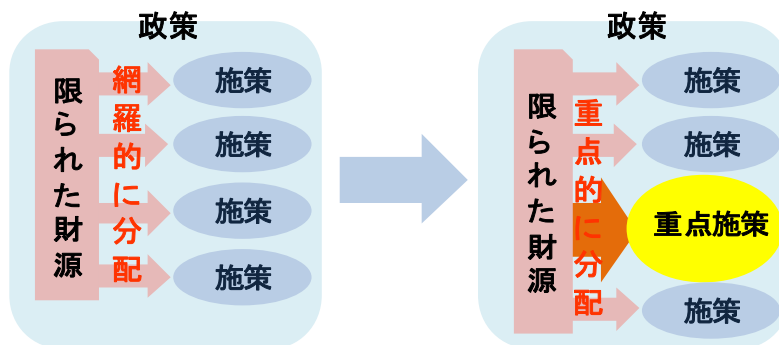 政策
限られた財源
網羅的に分配
施策
施策
施策
施策
政策
限られた財源
重点的に分配
施策
施策
重点施策
施策